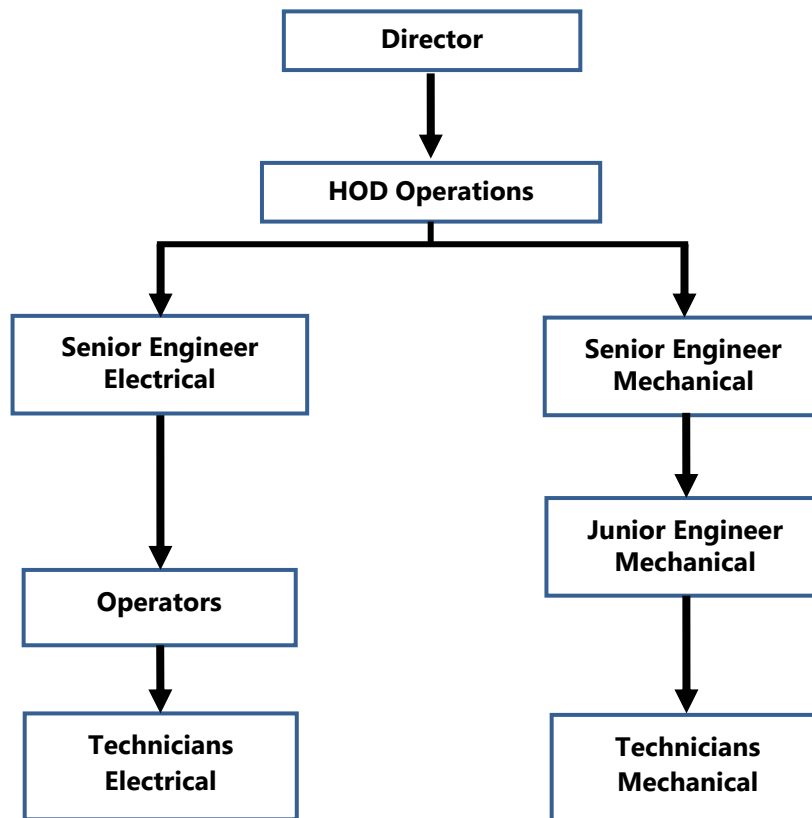 Director
HOD Operations
Senior Engineer
Electrical
Senior Engineer
Mechanical
Junior Engineer
Mechanical
Operators
Technicians
Electrical
Technicians
Mechanical